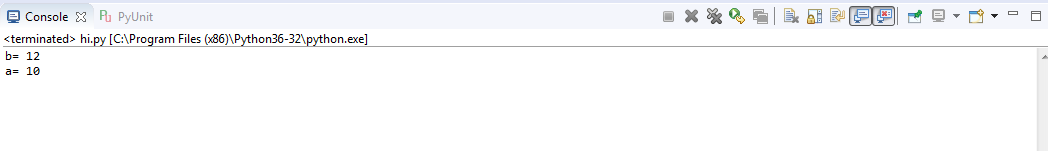 Console PyUnit
<terminated> hi.py [C:\Program Files (x86)\Python36-32\python.exe]
b= 12
a= 10